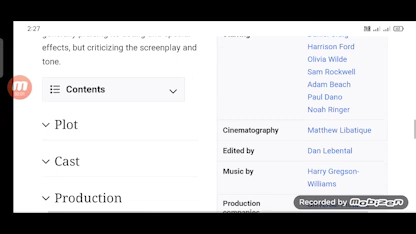 2:27
effects, but criticizing the screenplay and
tone.
Contents
Plot
Cast
Production
Harrison Ford
Olivia Wilde
Sam Rockwell
Adam Beach
Paul Dano
Noah Ringer
Cinematography Matthew Libatique
Edited by Dan Lebental
Music by Harry Gregson-
Williams
Production
companies
Recorded by mobizen